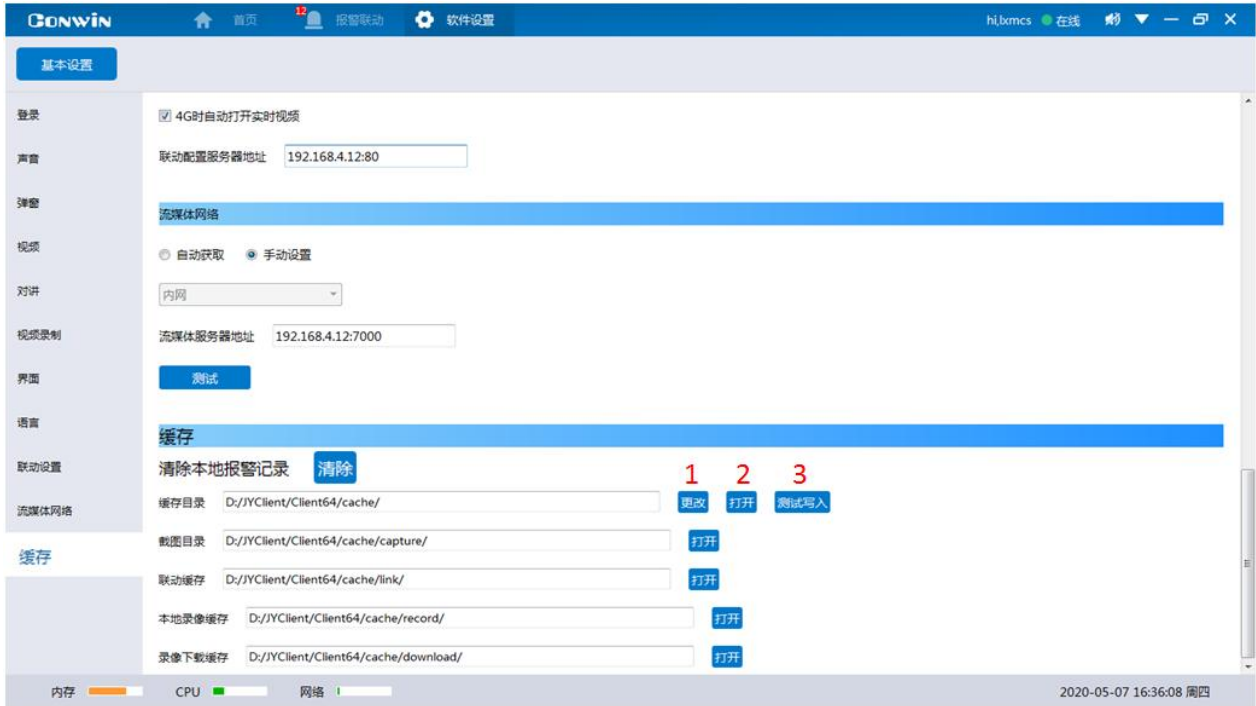 CONWIN 首页 12 报警联动 软件设置 hi,lxmcs 在线
基本设置
登录
声音
弹窗
视频
对讲
视频录制
界面
语言
联动设置
流媒体网络
缓存
4G时自动打开实时视频
联动配置服务器地址 192.168.4.12:80
流媒体网络
自动获取 手动设置
内网
流媒体服务器地址 192.168.4.12:7000
测试
缓存
清除本地报警记录 清除 1 2 3
缓存目录 D:/JYClient/Client64/cache/ 更改 打开 测试写入
截图目录 D:/JYClient/Client64/cache/capture/ 打开
联动缓存 D:/JYClient/Client64/cache/link/ 打开
本地录像缓存 D:/JYClient/Client64/cache/record/ 打开
录像下载缓存 D:/JYClient/Client64/cache/download/ 打开
内存 CPU 网络 2020-05-07 16:36:08 周四